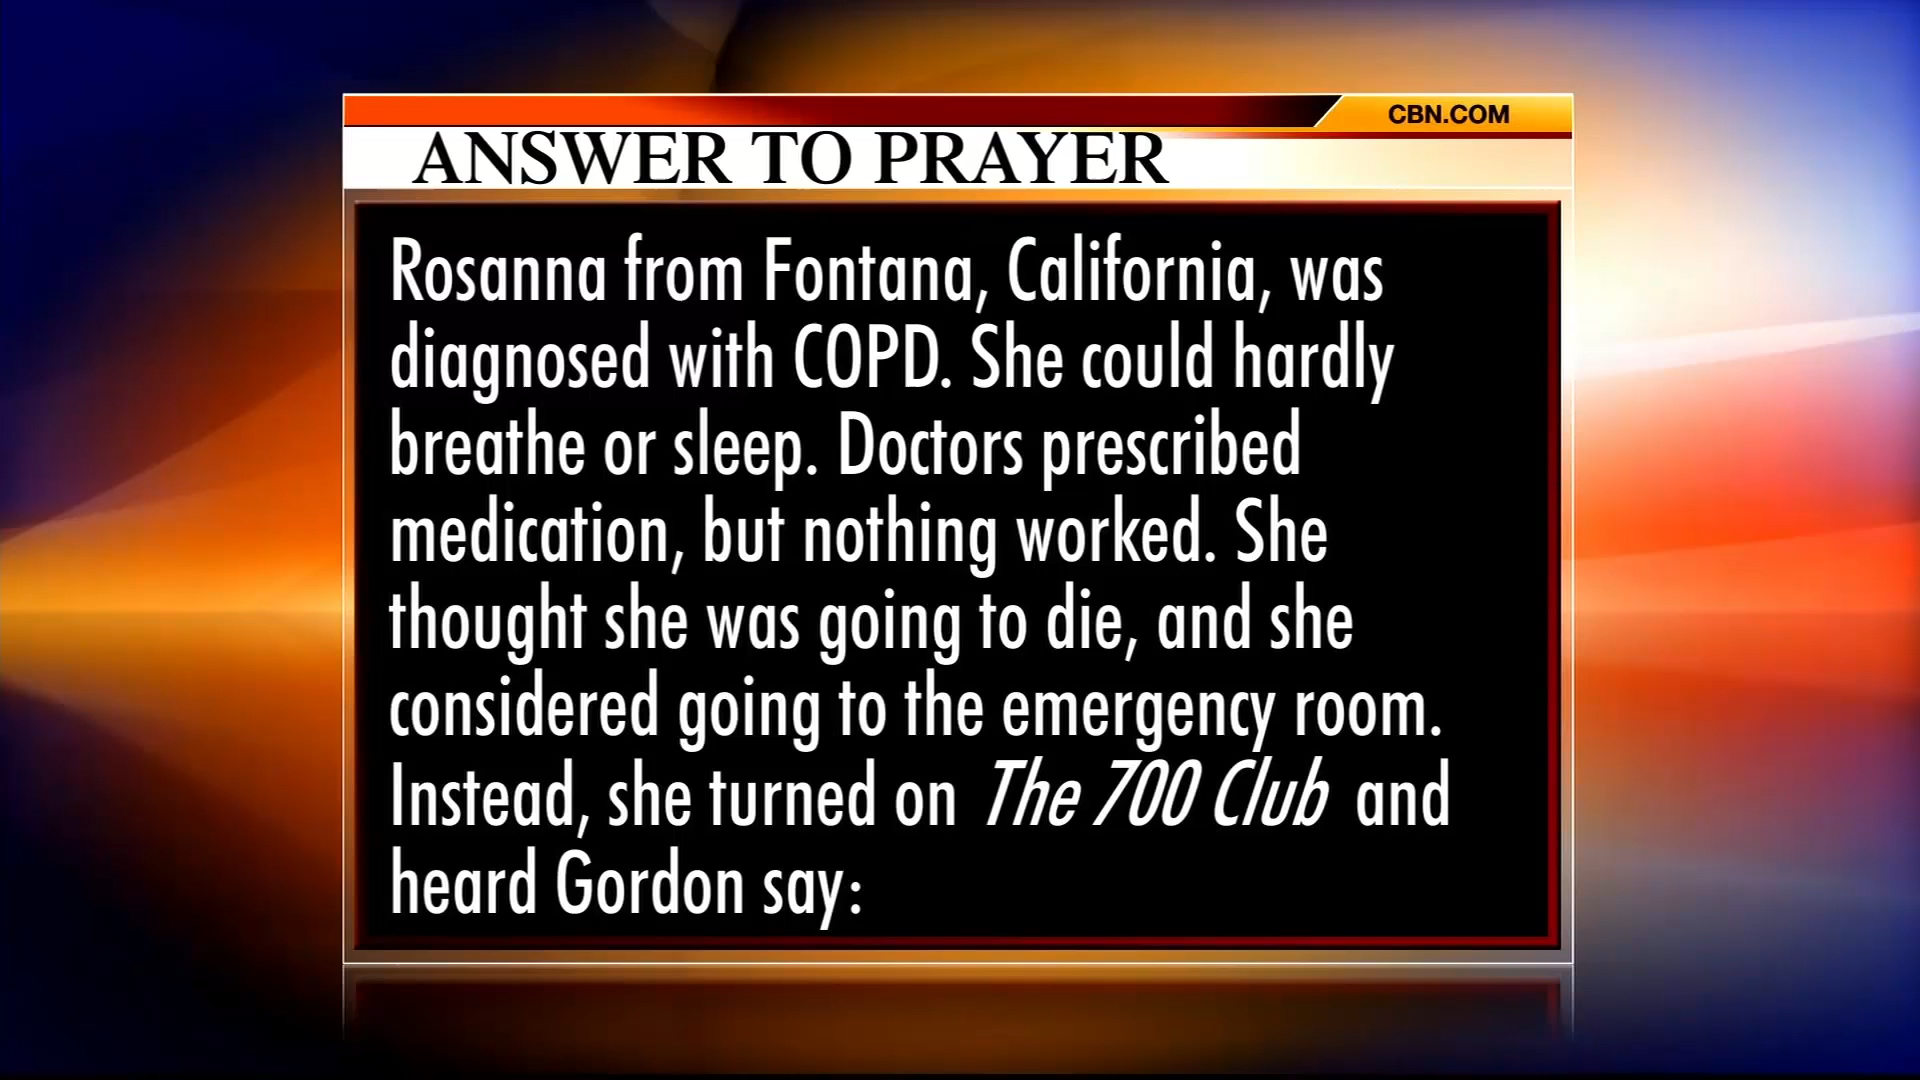 CBN.COM
ANSWER TO PRAYER
Rosanna from Fontana, California, was
diagnosed with COPD. She could hardly
breathe or sleep. Doctors prescribed
medication, but nothing worked. She
thought she was going to die, and she
considered going to the emergency room.
Instead, she turned on The 700 Club and
heard Gordon say: